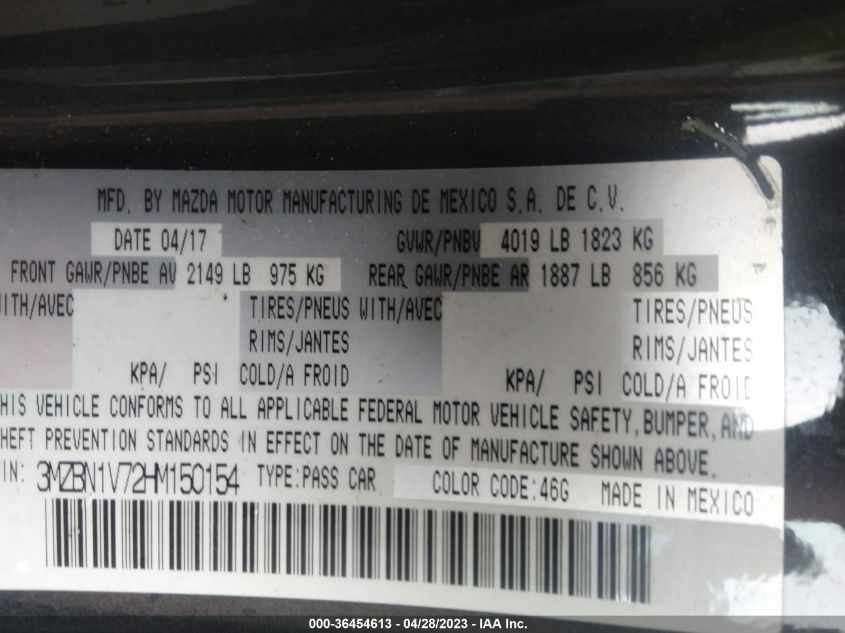 MFD. BY MAZDA MOTOR MANUFACTURING DE MEXICO S.A. DE C.V.
DATE 04/17 GVWR/PNBV 4019 LB 1823 KG
FRONT GAWR/PNBE AV 2149 LB 975 KG REAR GAWR/PNBE AR 1887 LB 856 KG
ITH/AVEC TIRES/PNEUS WITH/AVEC TIRES/PNEUS
RIMS/JANTES RIMS/JANTES
KPA/ PSI COLD/A FROID KPA/ PSI COLD/A FROID
HIS VEHICLE CONFORMS TO ALL APPLICABLE FEDERAL MOTOR VEHICLE SAFETY, BUMPER, AND
HEFT PREVENTION STANDARDS IN EFFECT ON THE DATE OF MANUFACTURE SHOWN ABOVE.
IN: 3MZBN1V72HM150154 TYPE:PASS CAR COLOR CODE:46G MADE IN MEXICO
000-36454613 - 04/28/2023 - IAA Inc.